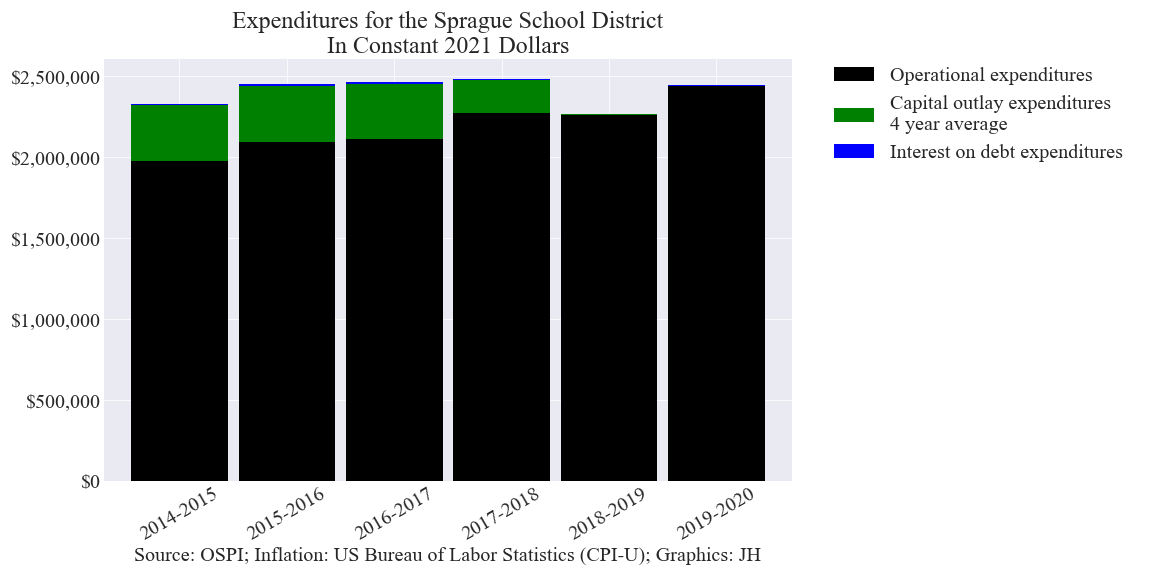 Expenditures for the Sprague School District
In Constant 2021 Dollars
$2,500,000
$2,000,000
$1,500,000
$1,000,000
$500,000
$0
2014-2015
2015-2016
2016-2017
2017-2018
2018-2019
2019-2020
Source: OSPI; Inflation: US Bureau of Labor Statistics (CPI-U); Graphics: JH
Operational expenditures
Capital outlay expenditures
4 year average
Interest on debt expenditures